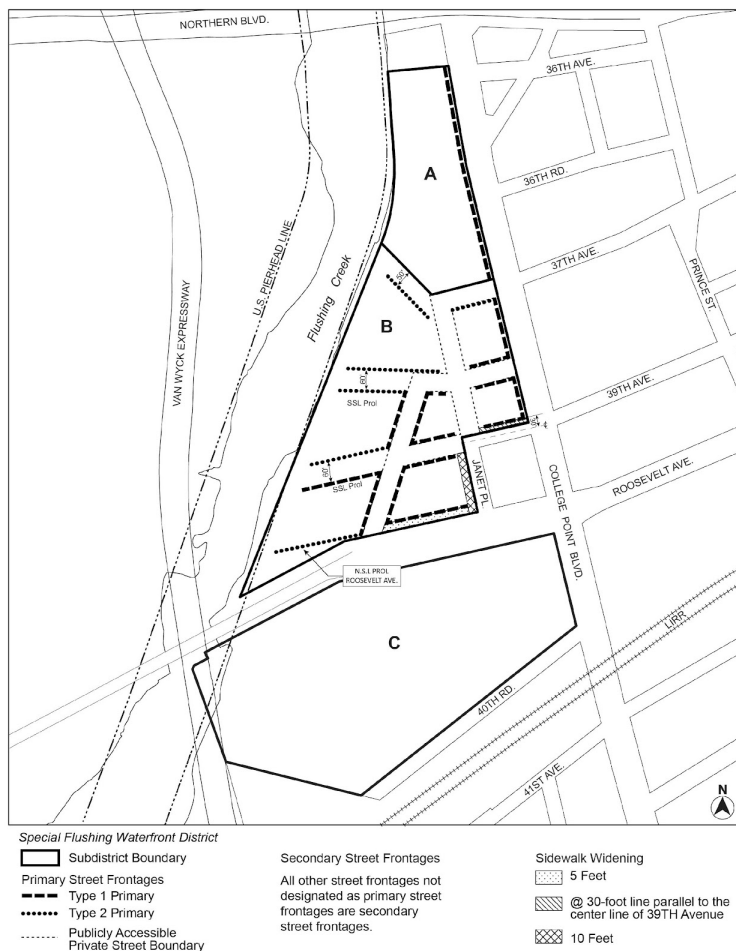 NORTHERN BLVD.
36TH AVE.
36TH RD.
37TH AVE.
PRINCE ST.
39TH AVE.
ROOSEVELT AVE.
COLLEGE POINT BLVD.
JANET PL.
LIRR
40TH RD.
41ST AVE.
VAN WYCK EXPRESSWAY
U.S. PIERHEAD LINE
Flushing Creek
A
B
C
50'
60'
SSL Prol
60'
SSL Prol
N.S.L PROL
ROOSEVELT AVE.
N
Special Flushing Waterfront District
Subdistrict Boundary
Primary Street Frontages
Type 1 Primary
Type 2 Primary
Publicly Accessible
Private Street Boundary
Secondary Street Frontages
All other street frontages not
designated as primary street
frontages are secondary
street frontages.
Sidewalk Widening
5 Feet
@ 30-foot line parallel to the
center line of 39TH Avenue
10 Feet